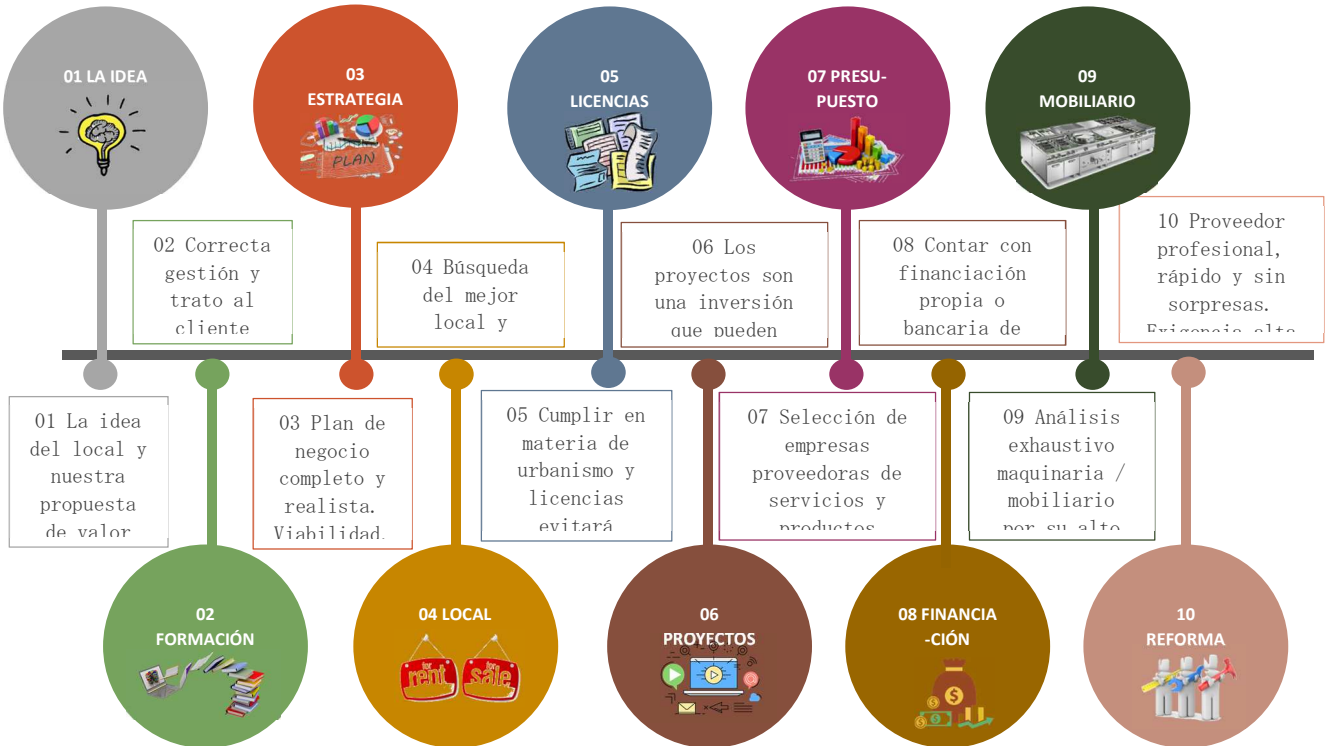 01 LA IDEA
03
ESTRATEGIA
PLAN
05
LICENCIAS
07 PRESU-
PUESTO
09
MOBILIARIO
02 Correcta
gestión y
trato al
cliente
04 Búsqueda
del mejor
local y
06 Los
proyectos son
una inversión
que pueden
08 Contar con
financiación
propia o
bancaria de
10 Proveedor
profesional,
rápido y sin
sorpresas.
Exigencia alta
01 La idea
del local y
nuestra
propuesta
de valor
03 Plan de
negocio
completo y
realista.
Viabilidad.
05 Cumplir en
materia de
urbanismo y
licencias
evitará
07 Selección de
empresas
proveedoras de
servicios y
productos
09 Análisis
exhaustivo
maquinaria /
mobiliario
por su alto
02
FORMACIÓN
04 LOCAL
for
rent
for
sale
06
PROYECTOS
08 FINANCIA
-CIÓN
10
REFORMA